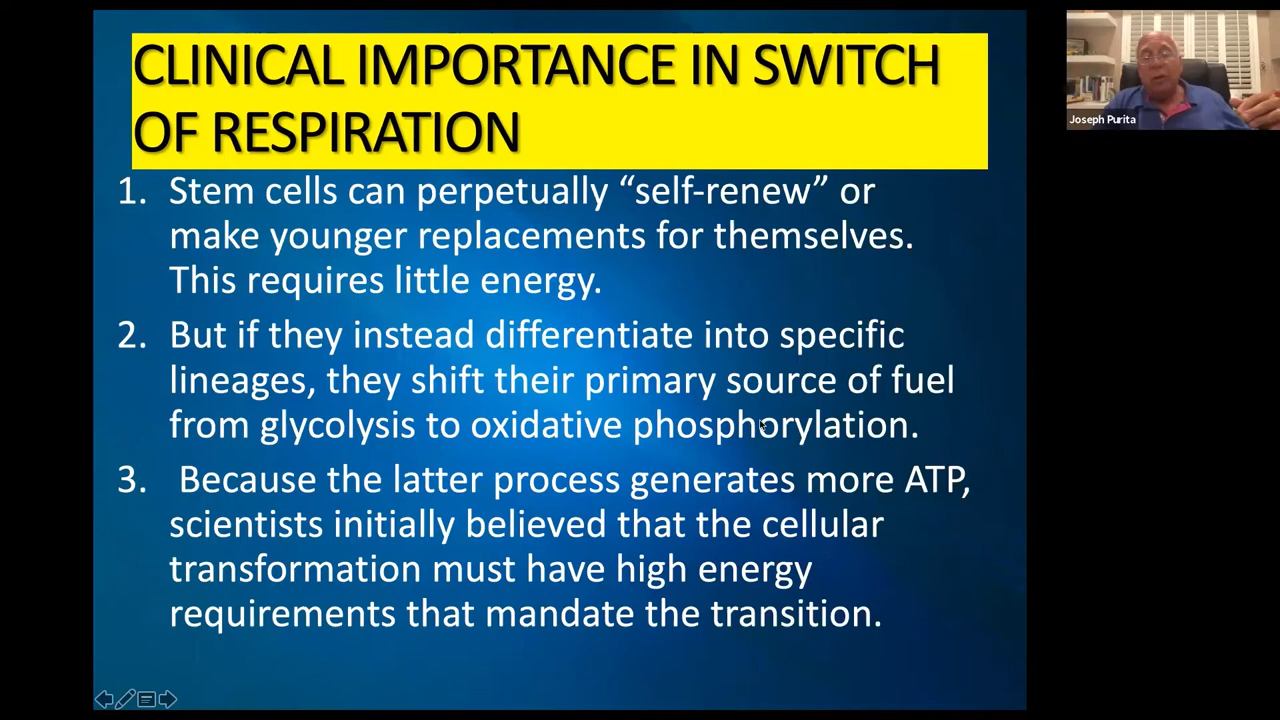 CLINICAL IMPORTANCE IN SWITCH
OF RESPIRATION
1. Stem cells can perpetually “self-renew” or
make younger replacements for themselves.
This requires little energy.
2. But if they instead differentiate into specific
lineages, they shift their primary source of fuel
from glycolysis to oxidative phosphorylation.
3. Because the latter process generates more ATP,
scientists initially believed that the cellular
transformation must have high energy
requirements that mandate the transition.
Joseph Purita